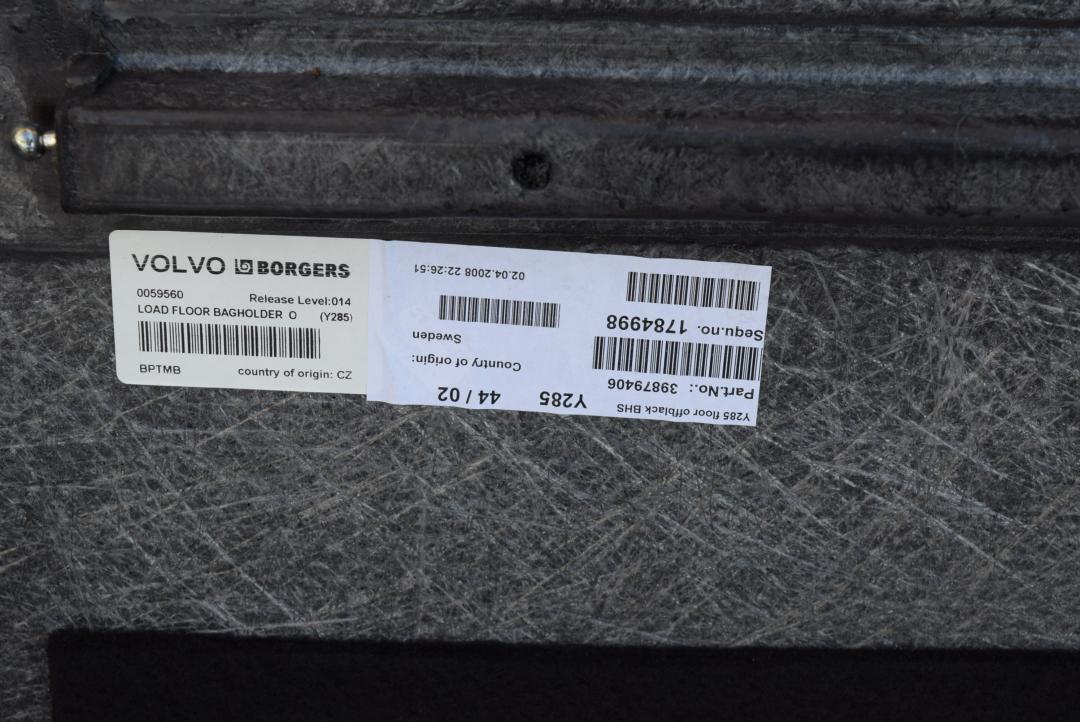 VOLVO BORGERS
0059560 Release Level:014
LOAD FLOOR BAGHOLDER O (Y285)
BPTMB country of origin: CZ
Y285 floor offblack BHS Y285 44 / 02
Part.No.: 39879406
Country of origin:
Sweden
Sequ.no. 1784998
02.04.2008 22:26:51